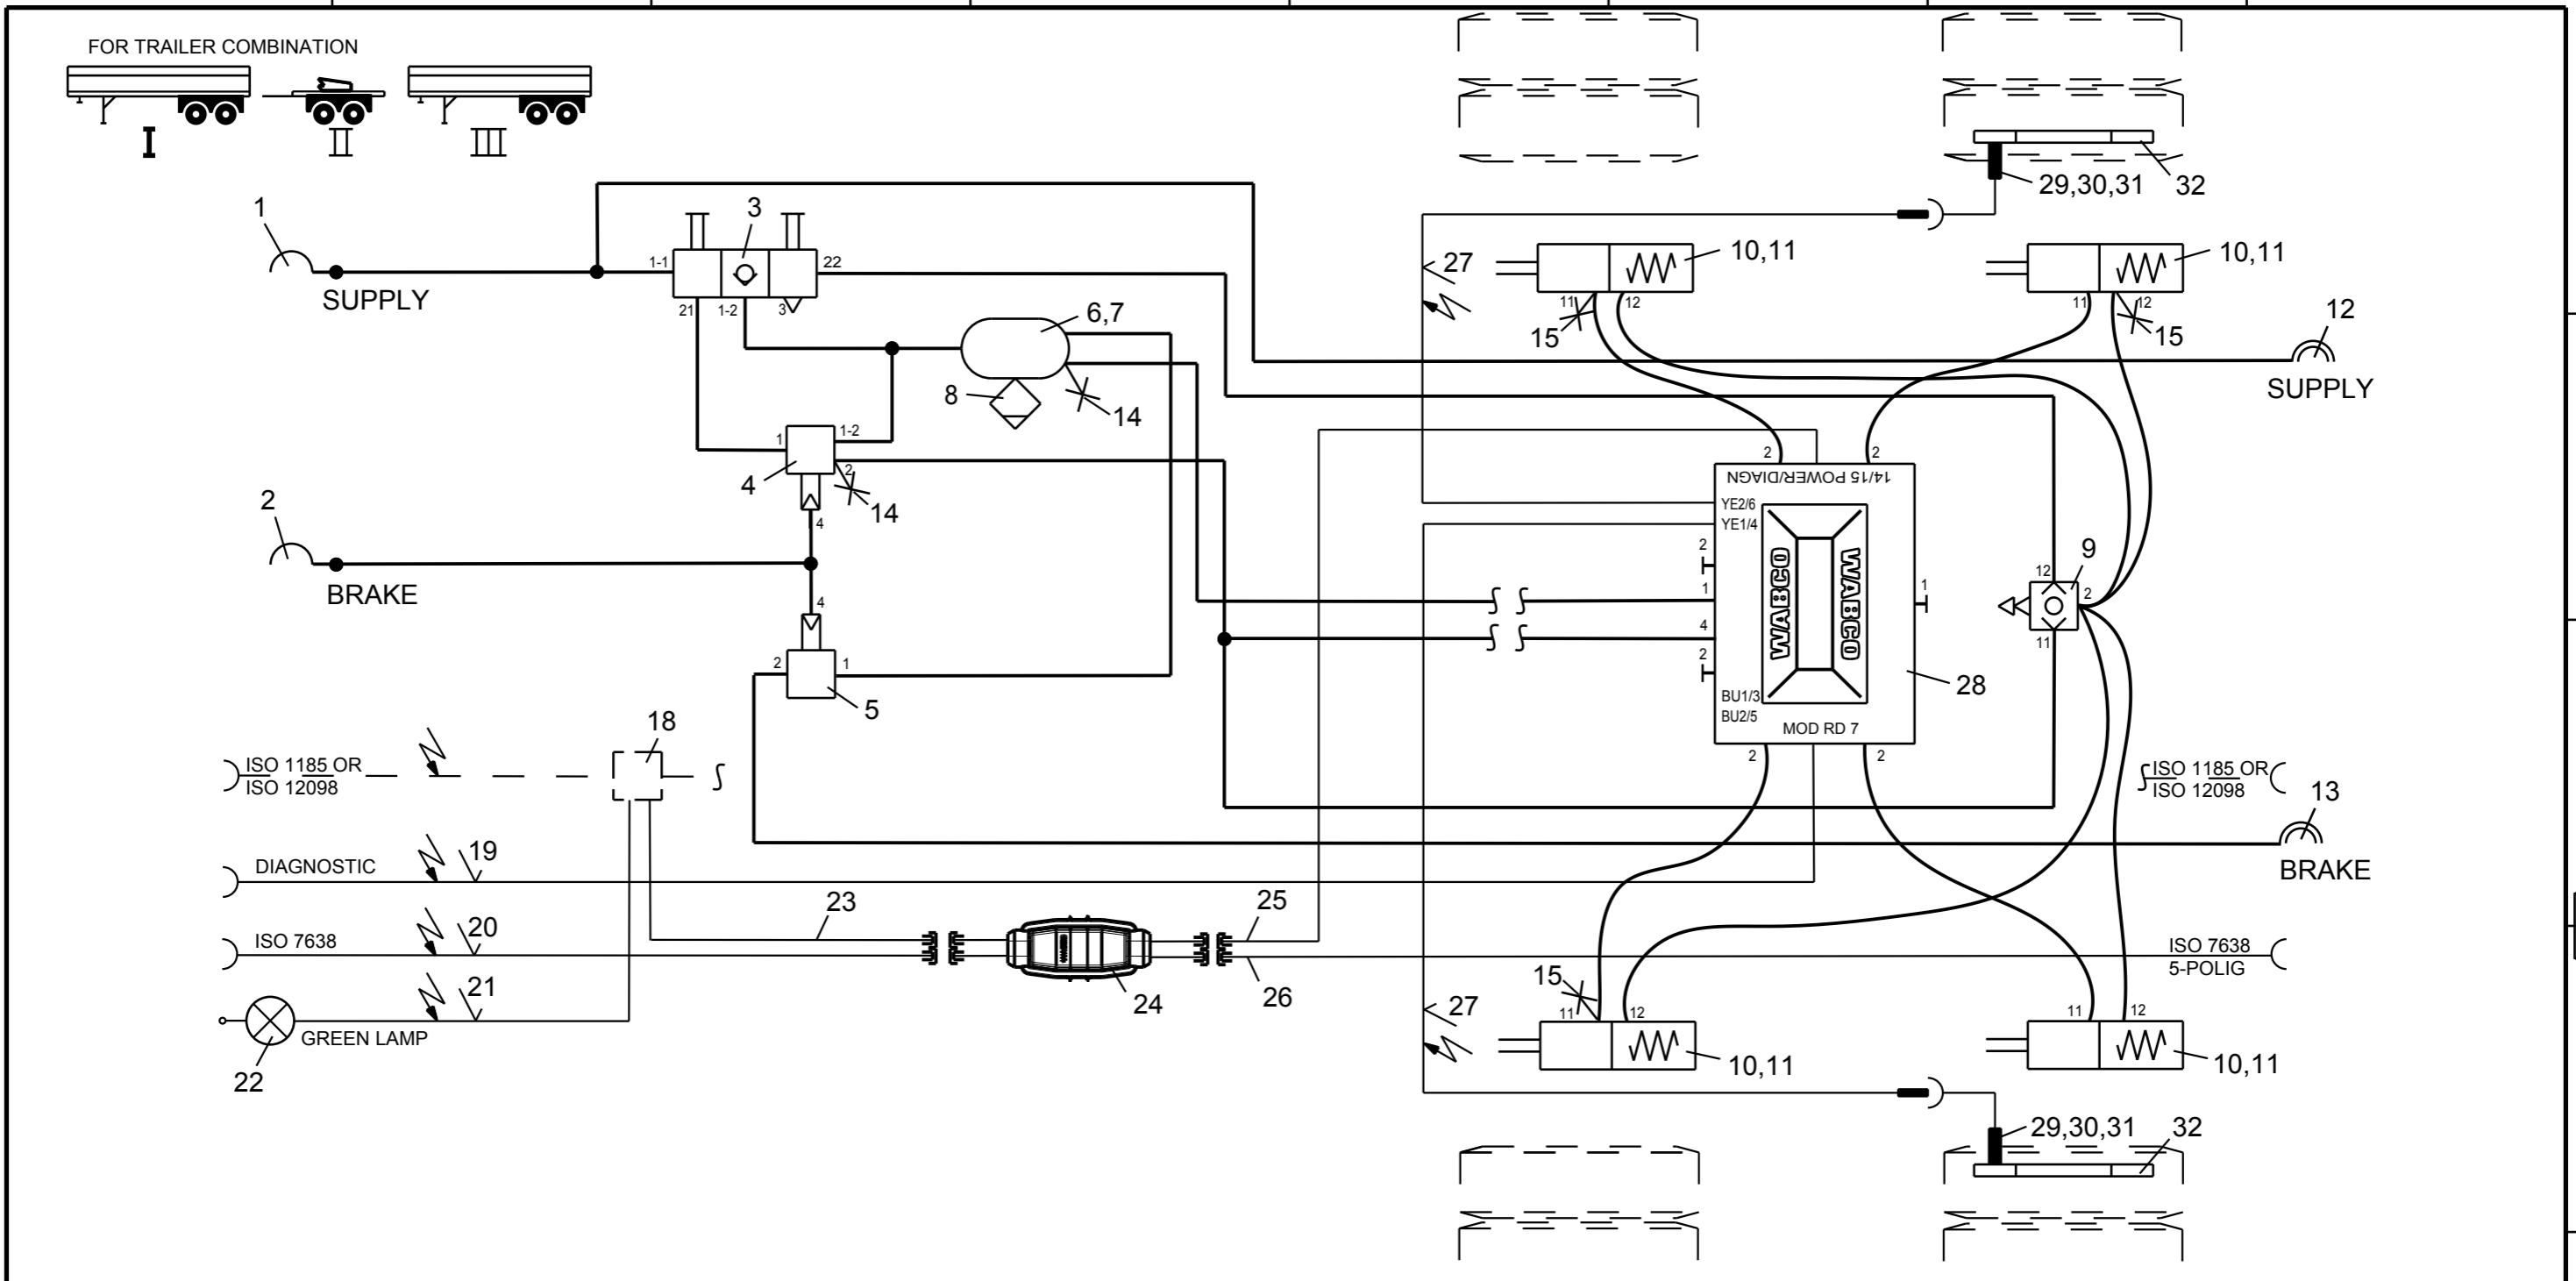 FOR TRAILER COMBINATION
I II III
29,30,31 32
1 3
1-1 22
SUPPLY
21 1-2 3
6,7
27
10,11
10,11
11 12
11 12
15
15
12
SUPPLY
8
14
1 1-2
4 2
14
4
2
BRAKE
4
2 1
5
2 2
14/15 POWER/DIAGN
YE2/6
YE1/4
2
1
4
2
1
WABCO
WABCO
BU1/3
BU2/5
MOD RD 7
28
2 2
9
12
2
11
18
ISO 1185 OR
ISO 12098
ISO 1185 OR
ISO 12098
13
BRAKE
DIAGNOSTIC 19
23
25
ISO 7638 20
ISO 7638
5-POLIG
24
26
21
GREEN LAMP
22
15
27
11 12
11 12
10,11
10,11
29,30,31 32